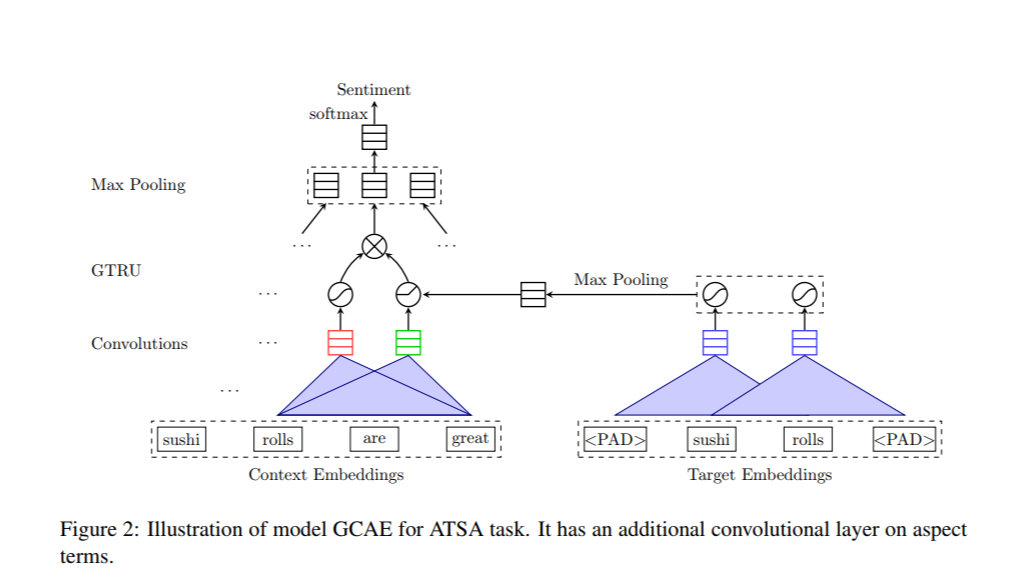 Sentiment
softmax
Max Pooling
GTRU
Max Pooling
Convolutions
sushi rolls are great
<PAD> sushi rolls <PAD>
Context Embeddings
Target Embeddings
Figure 2: Illustration of model GCAE for ATSA task. It has an additional convolutional layer on aspect
terms.